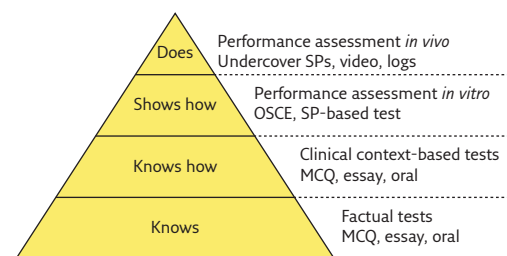 Does
Performance assessment in vivo
Undercover SPs, video, logs
Shows how
Performance assessment in vitro
OSCE, SP-based test
Knows how
Clinical context-based tests
MCQ, essay, oral
Knows
Factual tests
MCQ, essay, oral